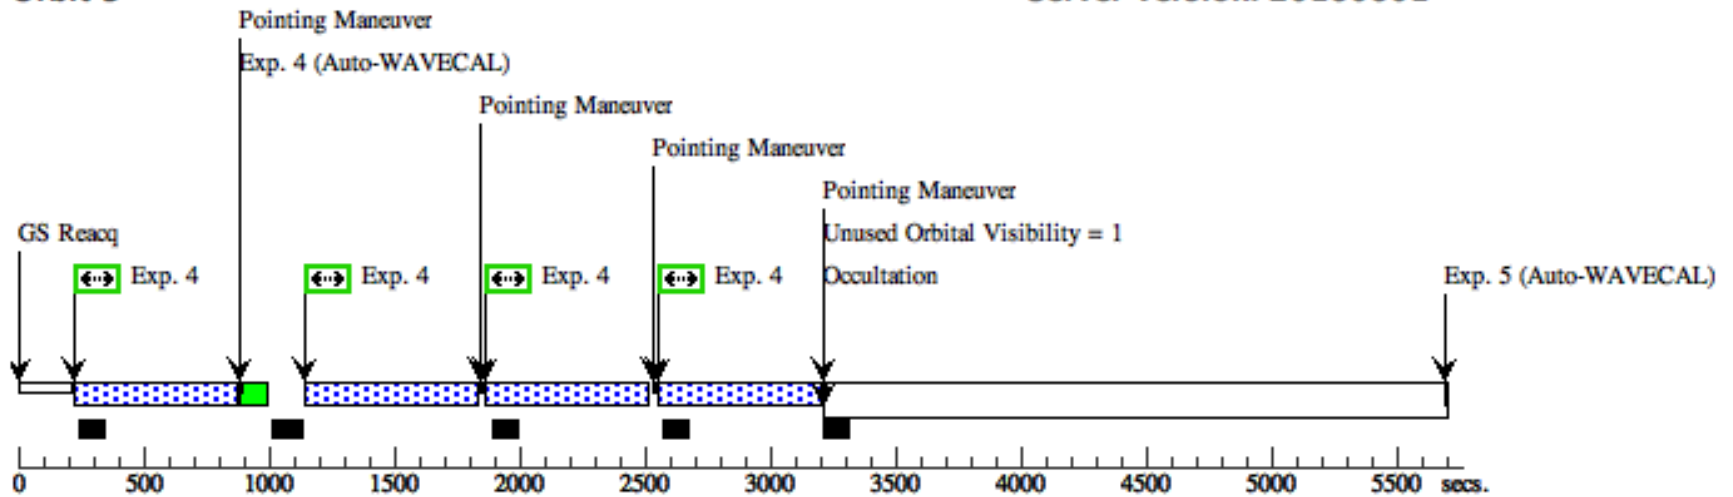 Pointing Maneuver
Exp. 4 (Auto-WAVECAL)
Pointing Maneuver
Pointing Maneuver
Pointing Maneuver
GS Reacq
Unused Orbital Visibility = 1
Exp. 4
Exp. 4
Exp. 4
Exp. 4
Occultation
Exp. 5 (Auto-WAVECAL)
0 500 1000 1500 2000 2500 3000 3500 4000 4500 5000 5500 secs.